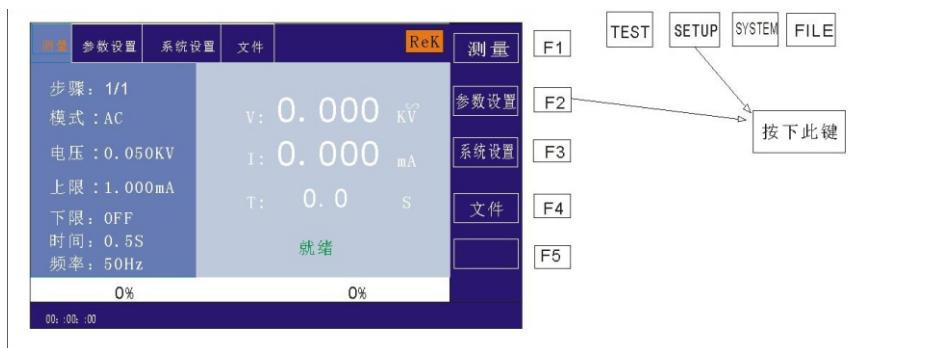 测量 参数设置 系统设置 文件 ReK
步骤：1/1
模式：AC
电压：0.050KV
上限：1.000mA
下限：OFF
时间：0.5S
频率：50Hz
V: 0.000 KV
I: 0.000 mA
T: 0.0 S
就绪
0% 0%
00: :00: :00
测量 F1
参数设置 F2
系统设置 F3
文件 F4
F5
TEST SETUP SYSTEM FILE
按下此键